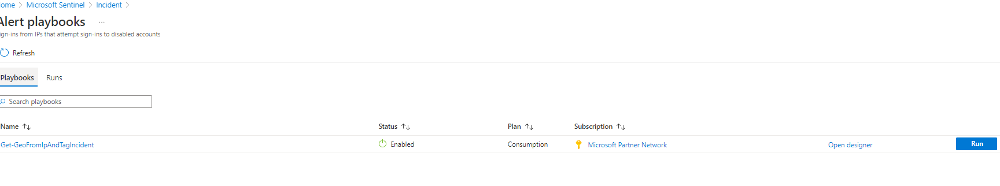 ome > Microsoft Sentinel > Incident >
Alert playbooks ...
ign-ins from IPs that attempt sign-ins to disabled accounts
Refresh
Playbooks Runs
Search playbooks
Name ↑↓ Status ↑↓ Plan ↑↓ Subscription ↑↓
Get-GeoFromIpAndTagIncident Enabled Consumption Microsoft Partner Network Open designer Run